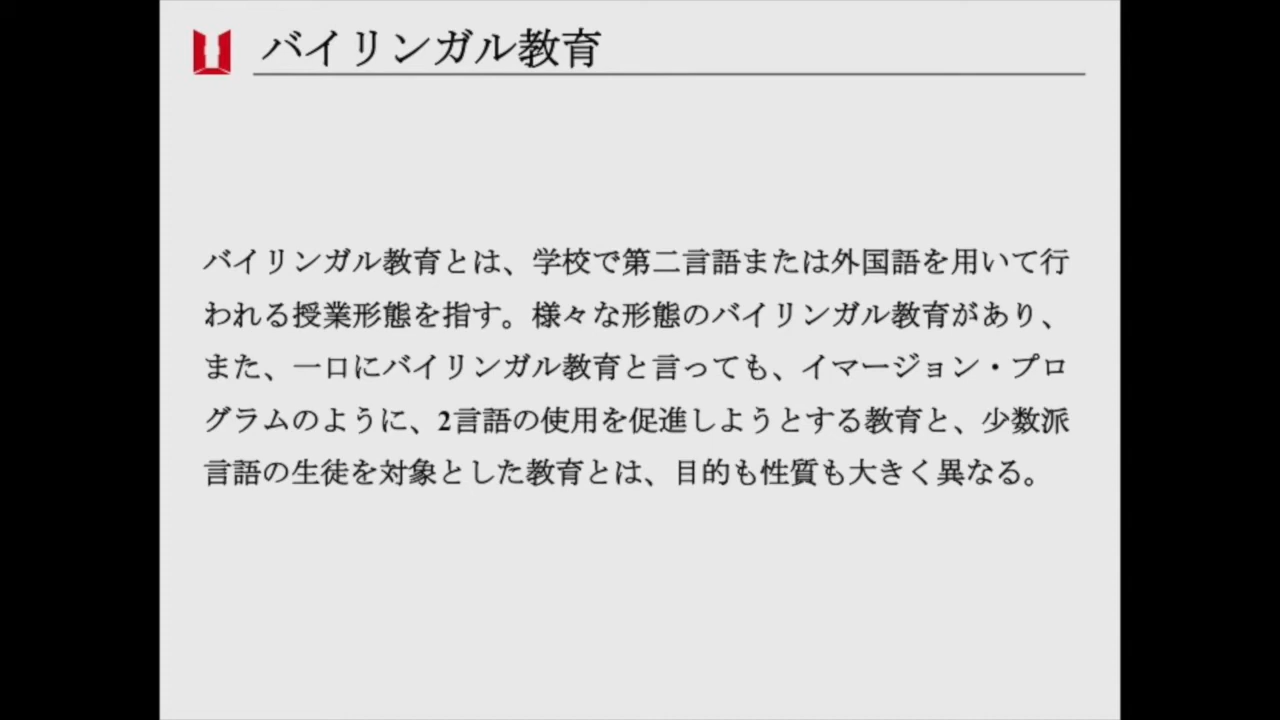 バイリンガル教育
バイリンガル教育とは、学校で第二言語または外国語を用いて行
われる授業形態を指す。様々な形態のバイリンガル教育があり、
また、一口にバイリンガル教育と言っても、イマージョン・プロ
グラムのように、2言語の使用を促進しようとする教育と、少数派
言語の生徒を対象とした教育とは、目的も性質も大きく異なる。